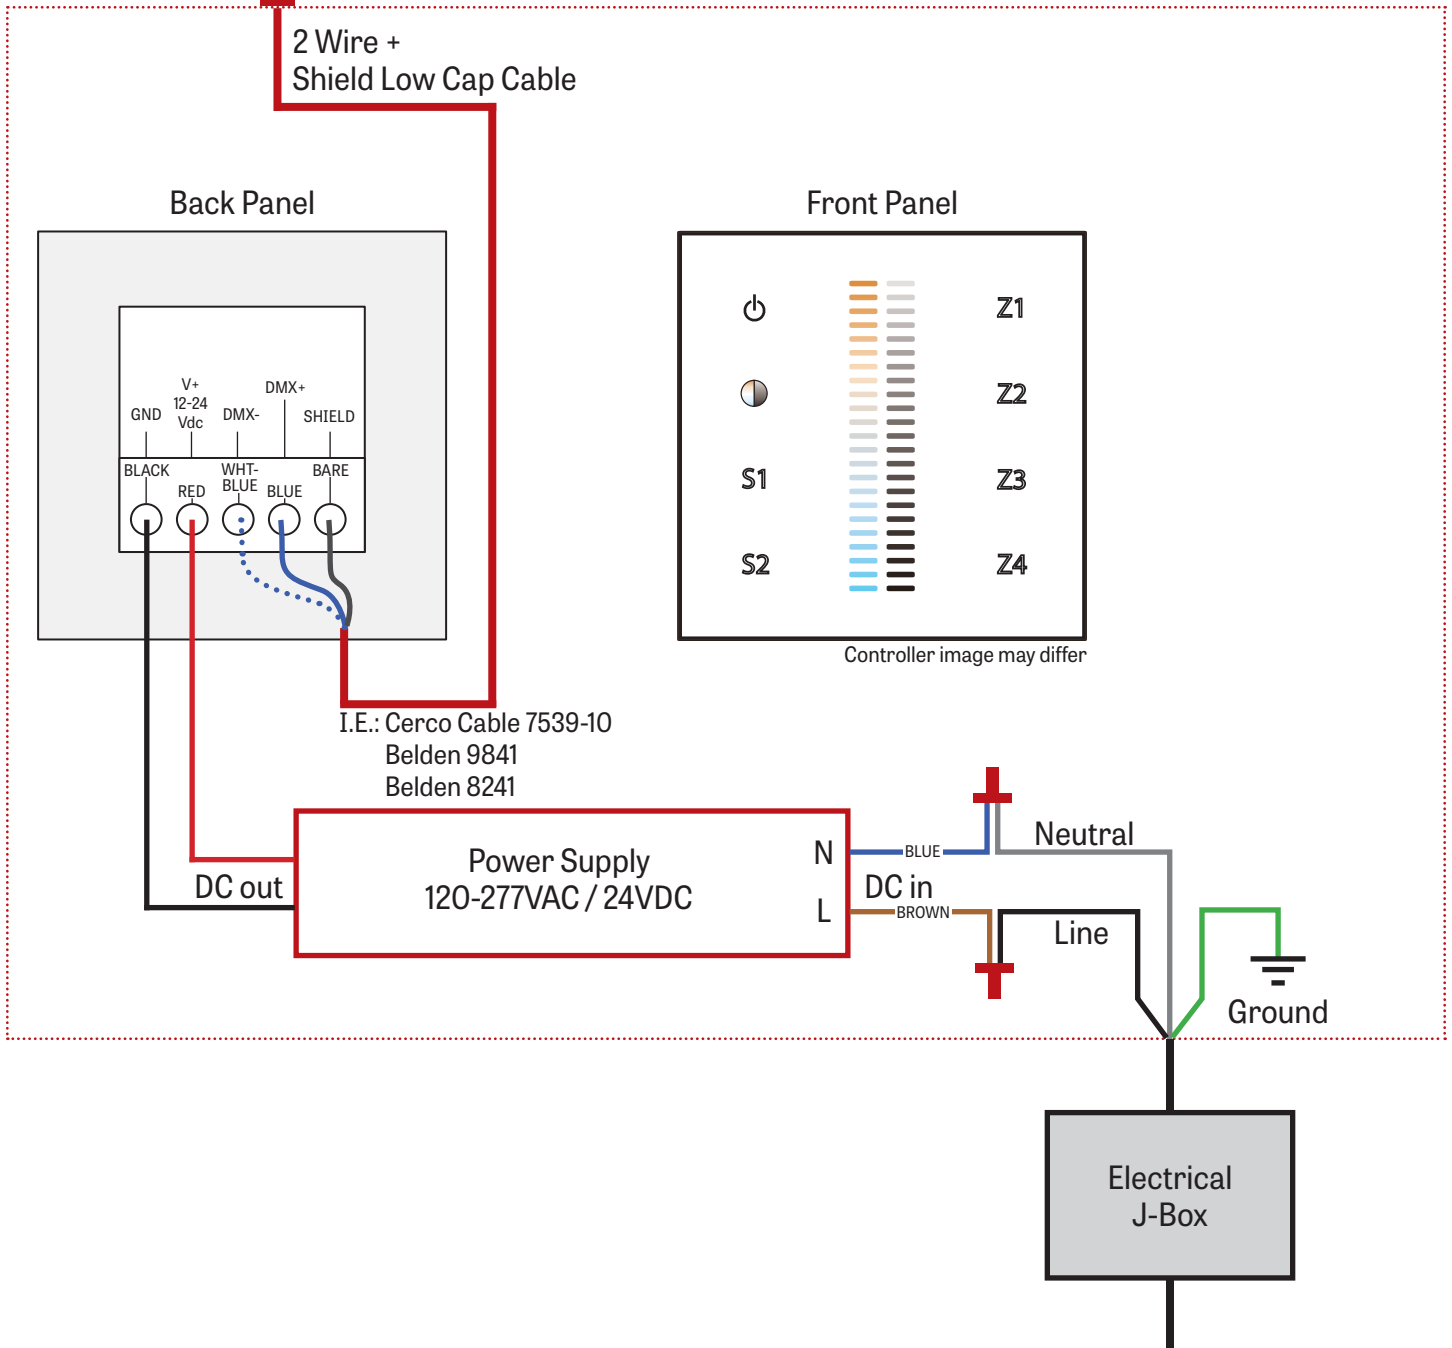 2 Wire +
Shield Low Cap Cable
Back Panel
Front Panel
GND
V+
12-24
Vdc
DMX-
DMX+
SHIELD
BLACK
RED
WHT-
BLUE
BLUE
BARE
Z1
Z2
S1
Z3
S2
Z4
Controller image may differ
I.E.: Cerco Cable 7539-10
Belden 9841
Belden 8241
DC out
Power Supply
120-277VAC / 24VDC
N
L
BLUE
DC in
BROWN
Neutral
Line
Ground
Electrical
J-Box